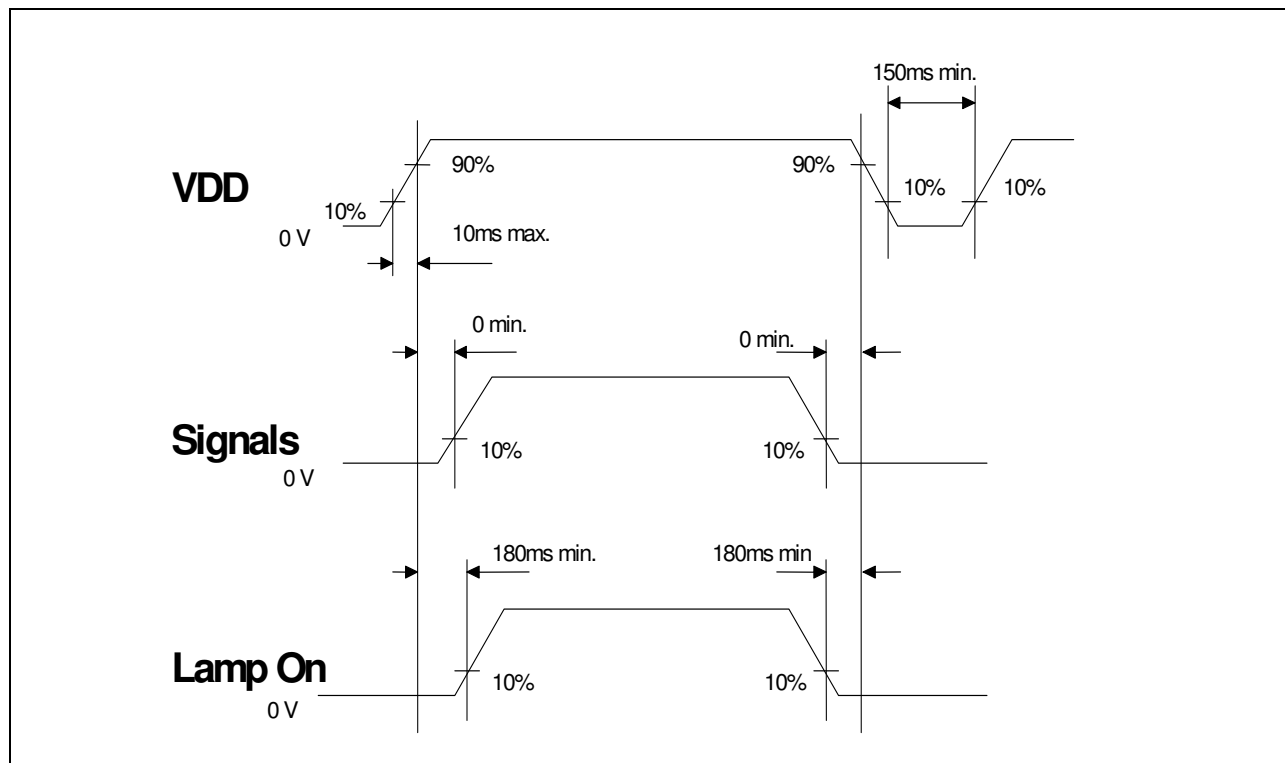 150ms min.
VDD
90%
90%
10%
10%
10%
0 V
10ms max.
0 min.
0 min.
Signals
10%
10%
0 V
180ms min.
180ms min
Lamp On
10%
10%
0 V